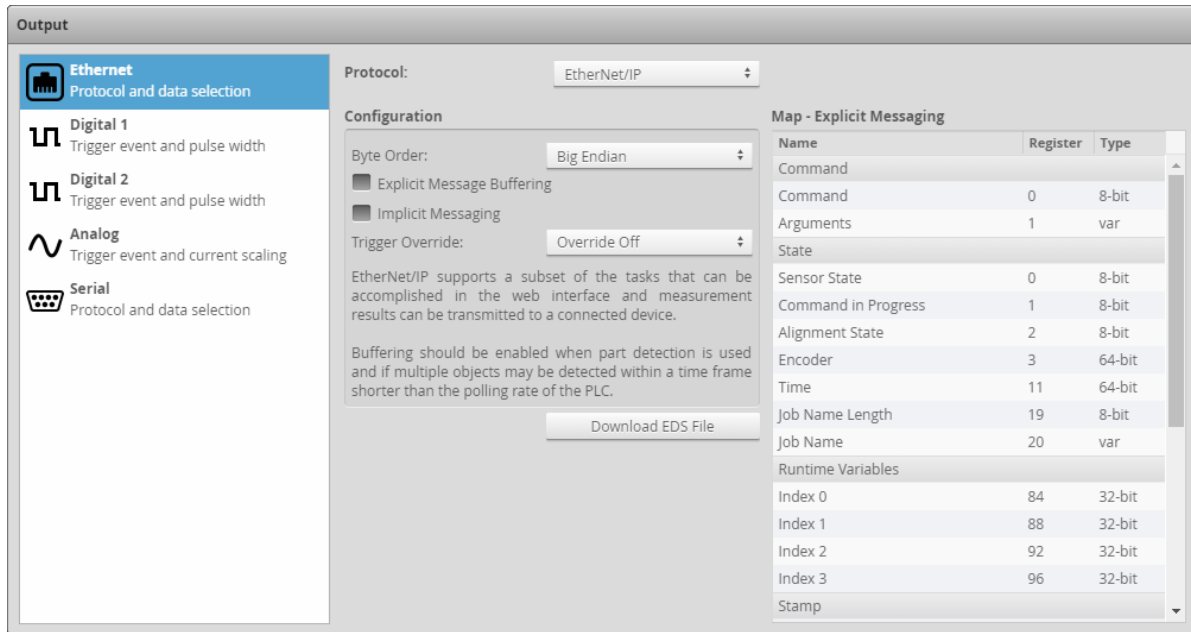 Output
Ethernet
Protocol and data selection
Digital 1
Trigger event and pulse width
Digital 2
Trigger event and pulse width
Analog
Trigger event and current scaling
Serial
Protocol and data selection
Protocol: EtherNet/IP
Configuration
Byte Order: Big Endian
Explicit Message Buffering
Implicit Messaging
Trigger Override: Override Off
EtherNet/IP supports a subset of the tasks that can be
accomplished in the web interface and measurement
results can be transmitted to a connected device.
Buffering should be enabled when part detection is used
and if multiple objects may be detected within a time frame
shorter than the polling rate of the PLC.
Download EDS File
Map - Explicit Messaging
Name Register Type
Command
Command 0 8-bit
Arguments 1 var
State
Sensor State 0 8-bit
Command in Progress 1 8-bit
Alignment State 2 8-bit
Encoder 3 64-bit
Time 11 64-bit
Job Name Length 19 8-bit
Job Name 20 var
Runtime Variables
Index 0 84 32-bit
Index 1 88 32-bit
Index 2 92 32-bit
Index 3 96 32-bit
Stamp